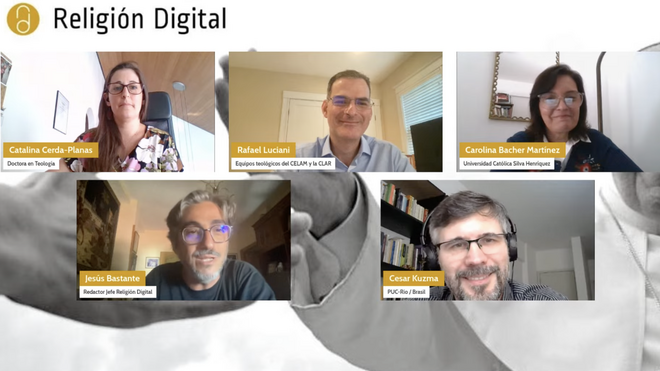 Religión Digital
Catalina Cerda-Planas
Doctora en Teología
Rafael Luciani
Equipos teológicos del CELAM y la CLAR
Carolina Bacher Martínez
Universidad Católica Silva Henríquez
Jesús Bastante
Redactor Jefe Religión Digital
Cesar Kuzma
PUC-Rio / Brasil